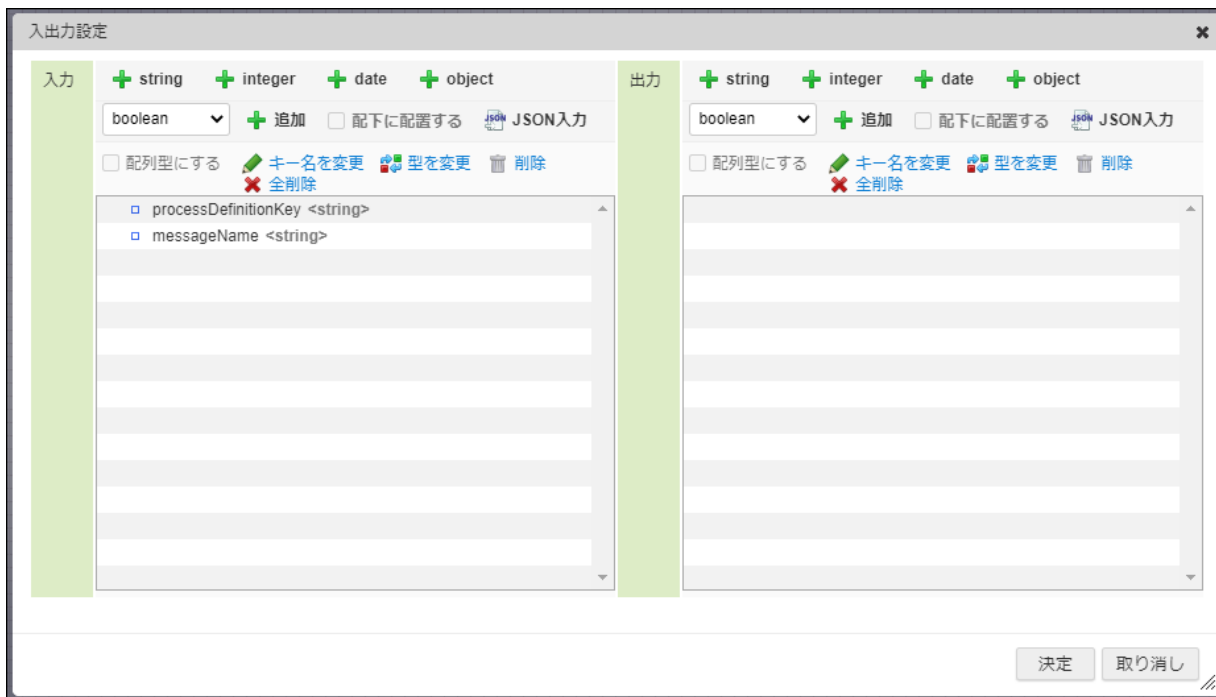 入出力設定
入力
string integer date object
boolean 追加 配下に配置する JSON入力
配列型にする キー名を変更 型を変更 削除
全削除
processDefinitionKey <string>
messageName <string>
出力
string integer date object
boolean 追加 配下に配置する JSON入力
配列型にする キー名を変更 型を変更 削除
全削除
決定 取り消し